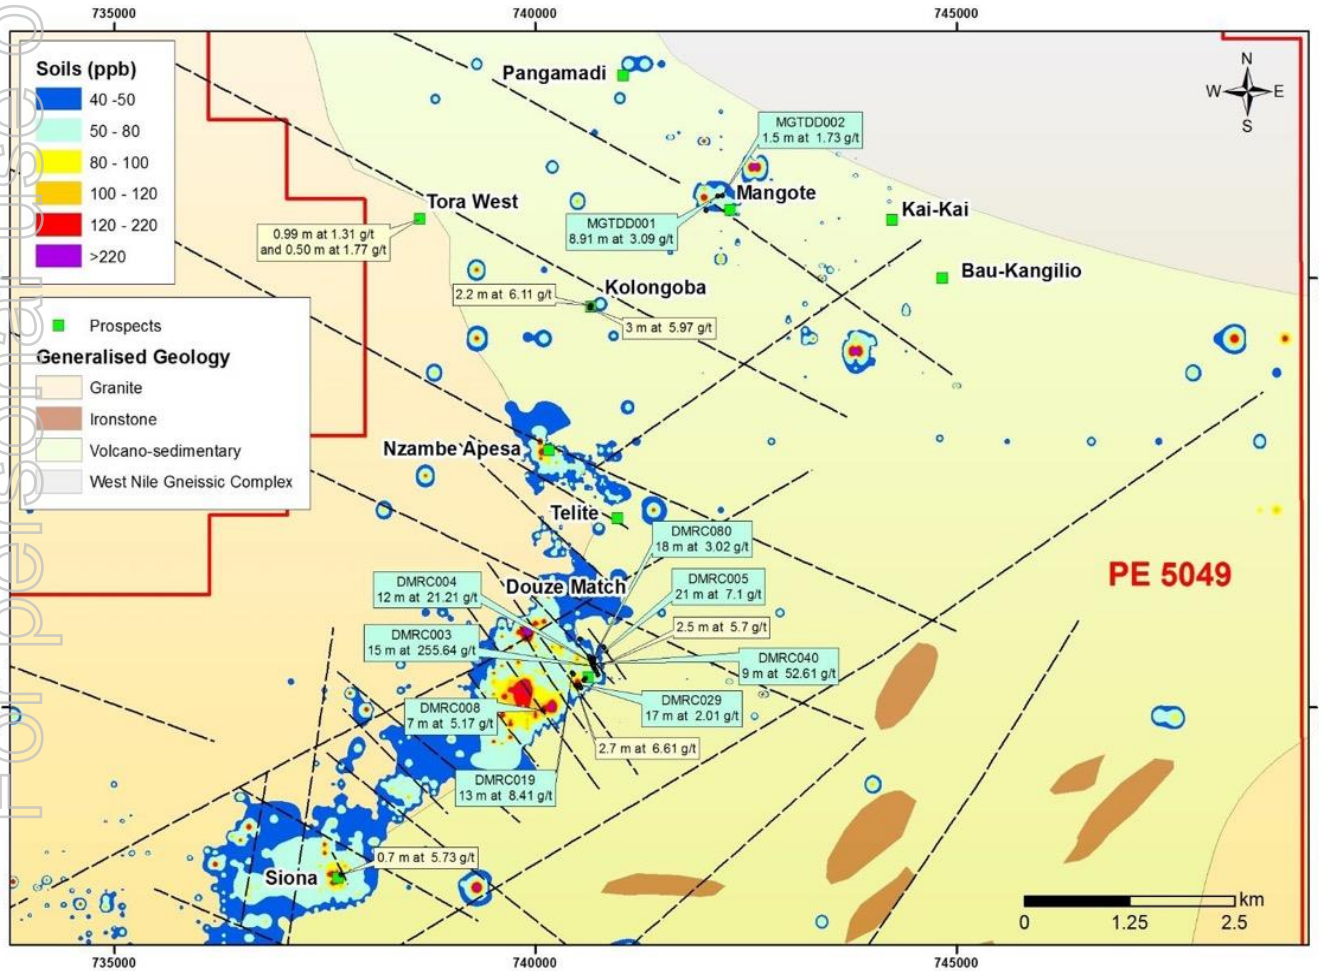 735000
740000
745000
For personal use o
Soils (ppb)
40 -50
50 - 80
80 - 100
100 - 120
120 - 220
>220
Prospects
Generalised Geology
Granite
Ironstone
Volcano-sedimentary
West Nile Gneissic Complex
N
W
E
S
Pangamadi
MGTDD002
1.5 m at 1.73 g/t
Mangote
MGTDD001
8.91 m at 3.09 g/t
Tora West
0.99 m at 1.31 g/t
and 0.50 m at 1.77 g/t
Kai-Kai
Bau-Kangilio
Kolongoba
2.2 m at 6.11 g/t
3 m at 5.97 g/t
Nzambe Apesa
Telite
DMRC080
18 m at 3.02 g/t
Douze Match
DMRC004
12 m at 21.21 g/t
DMRC005
21 m at 7.1 g/t
PE 5049
2.5 m at 5.7 g/t
DMRC003
15 m at 255.64 g/t
DMRC040
9 m at 52.61 g/t
DMRC029
17 m at 2.01 g/t
DMRC008
7 m at 5.17 g/t
2.7 m at 6.61 g/t
DMRC019
13 m at 8.41 g/t
0.7 m at 5.73 g/t
Siona
km
0
1.25
2.5
735000
740000
745000